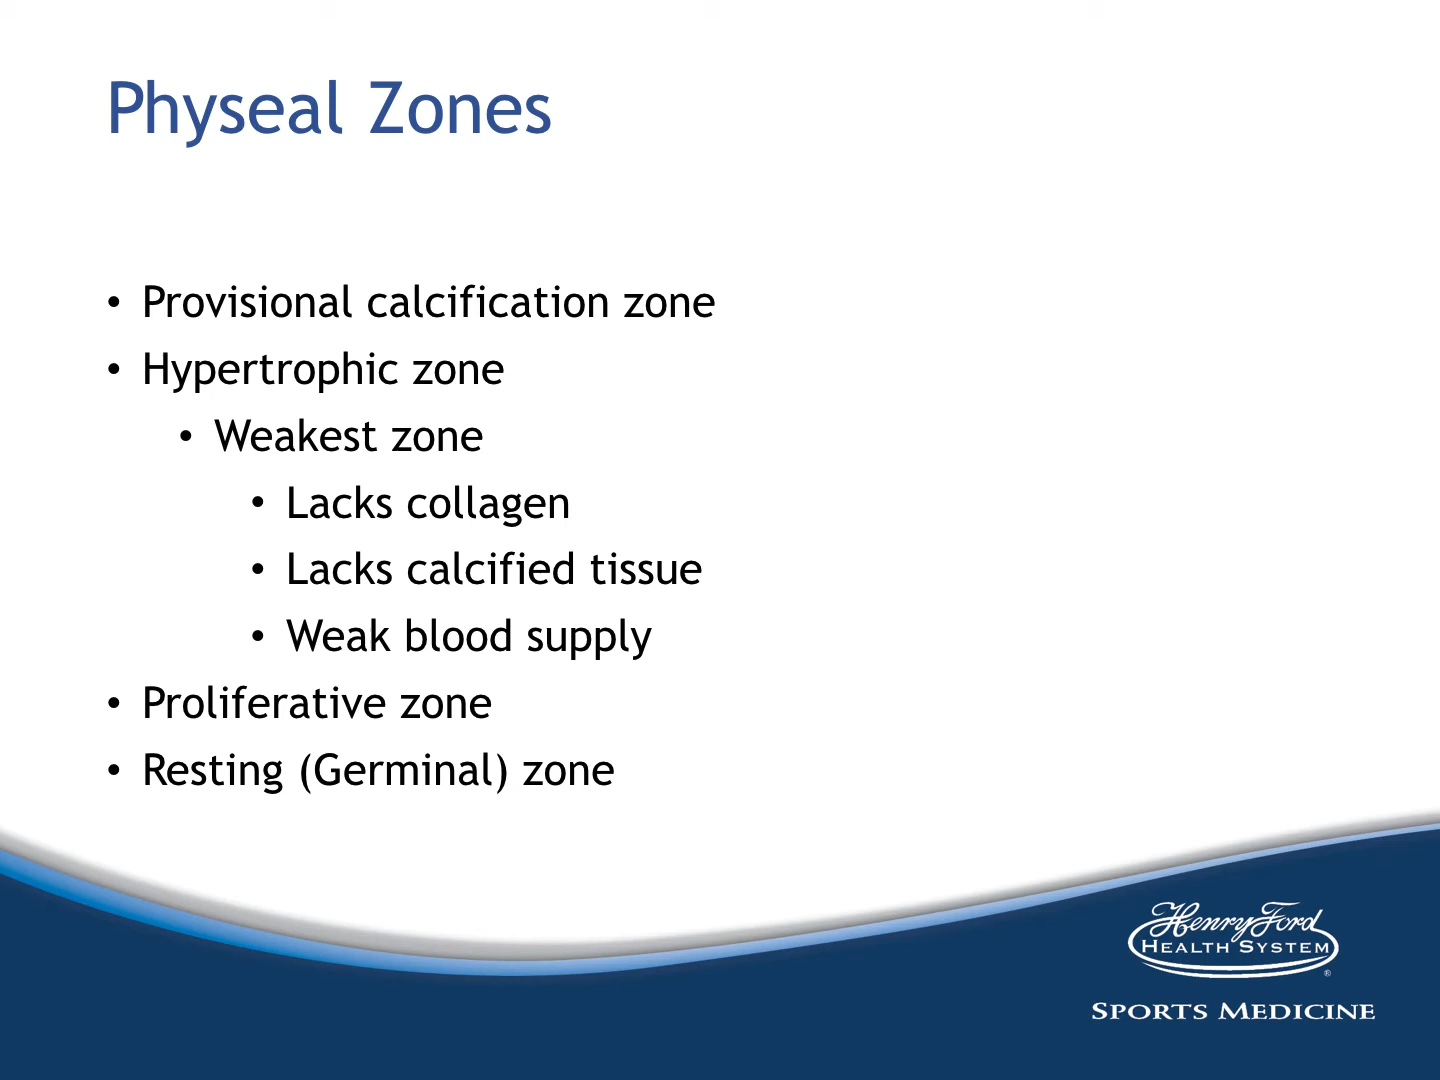 Physeal Zones
• Provisional calcification zone
• Hypertrophic zone
• Weakest zone
• Lacks collagen
• Lacks calcified tissue
• Weak blood supply
• Proliferative zone
• Resting (Germinal) zone
Henry Ford
HEALTH SYSTEM
®
SPORTS MEDICINE